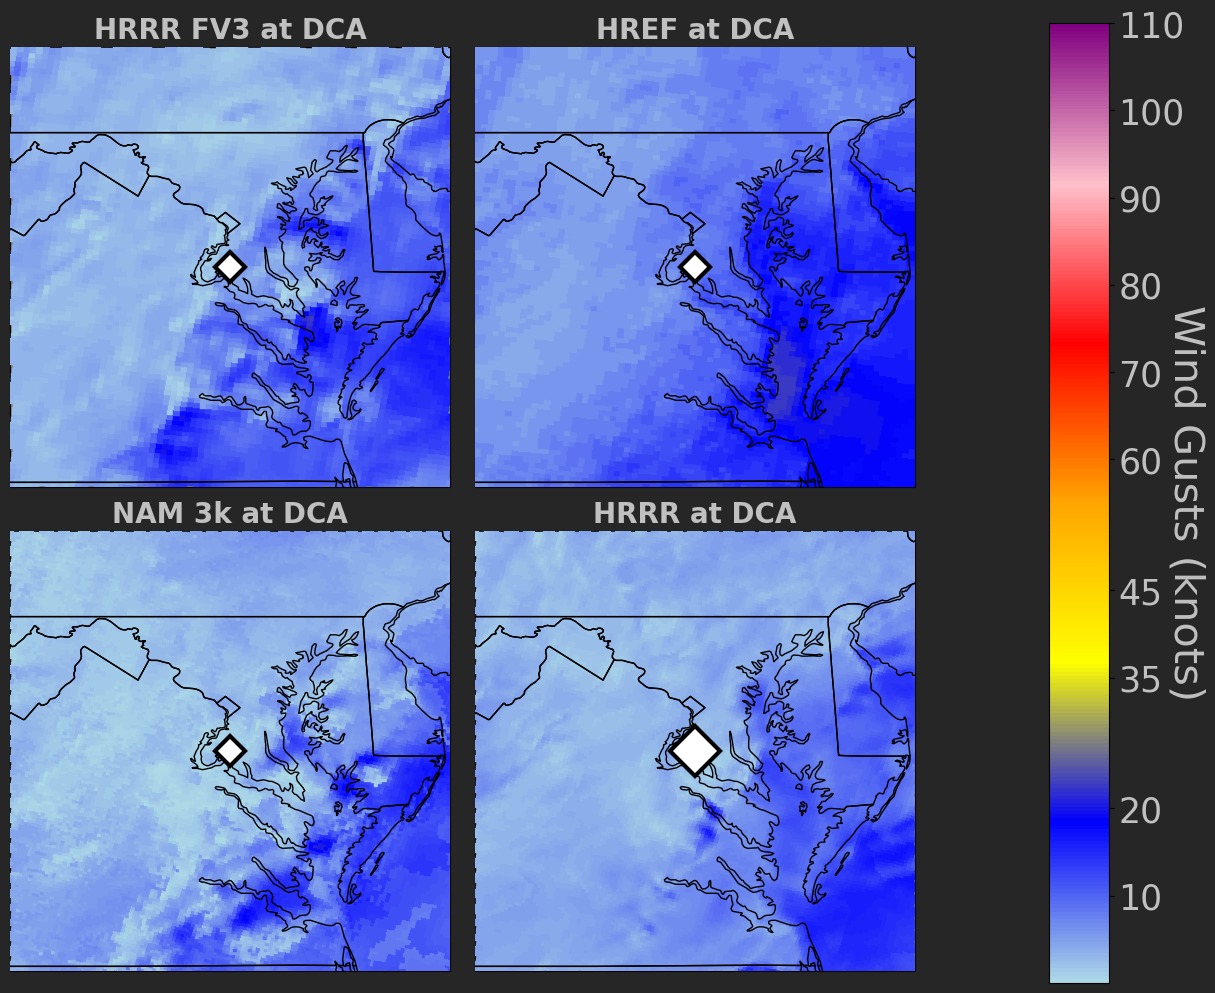 HRRR FV3 at DCA
HREF at DCA
NAM 3k at DCA
HRRR at DCA
110
100
90
80
70
60
45
35
20
10
Wind Gusts (knots)